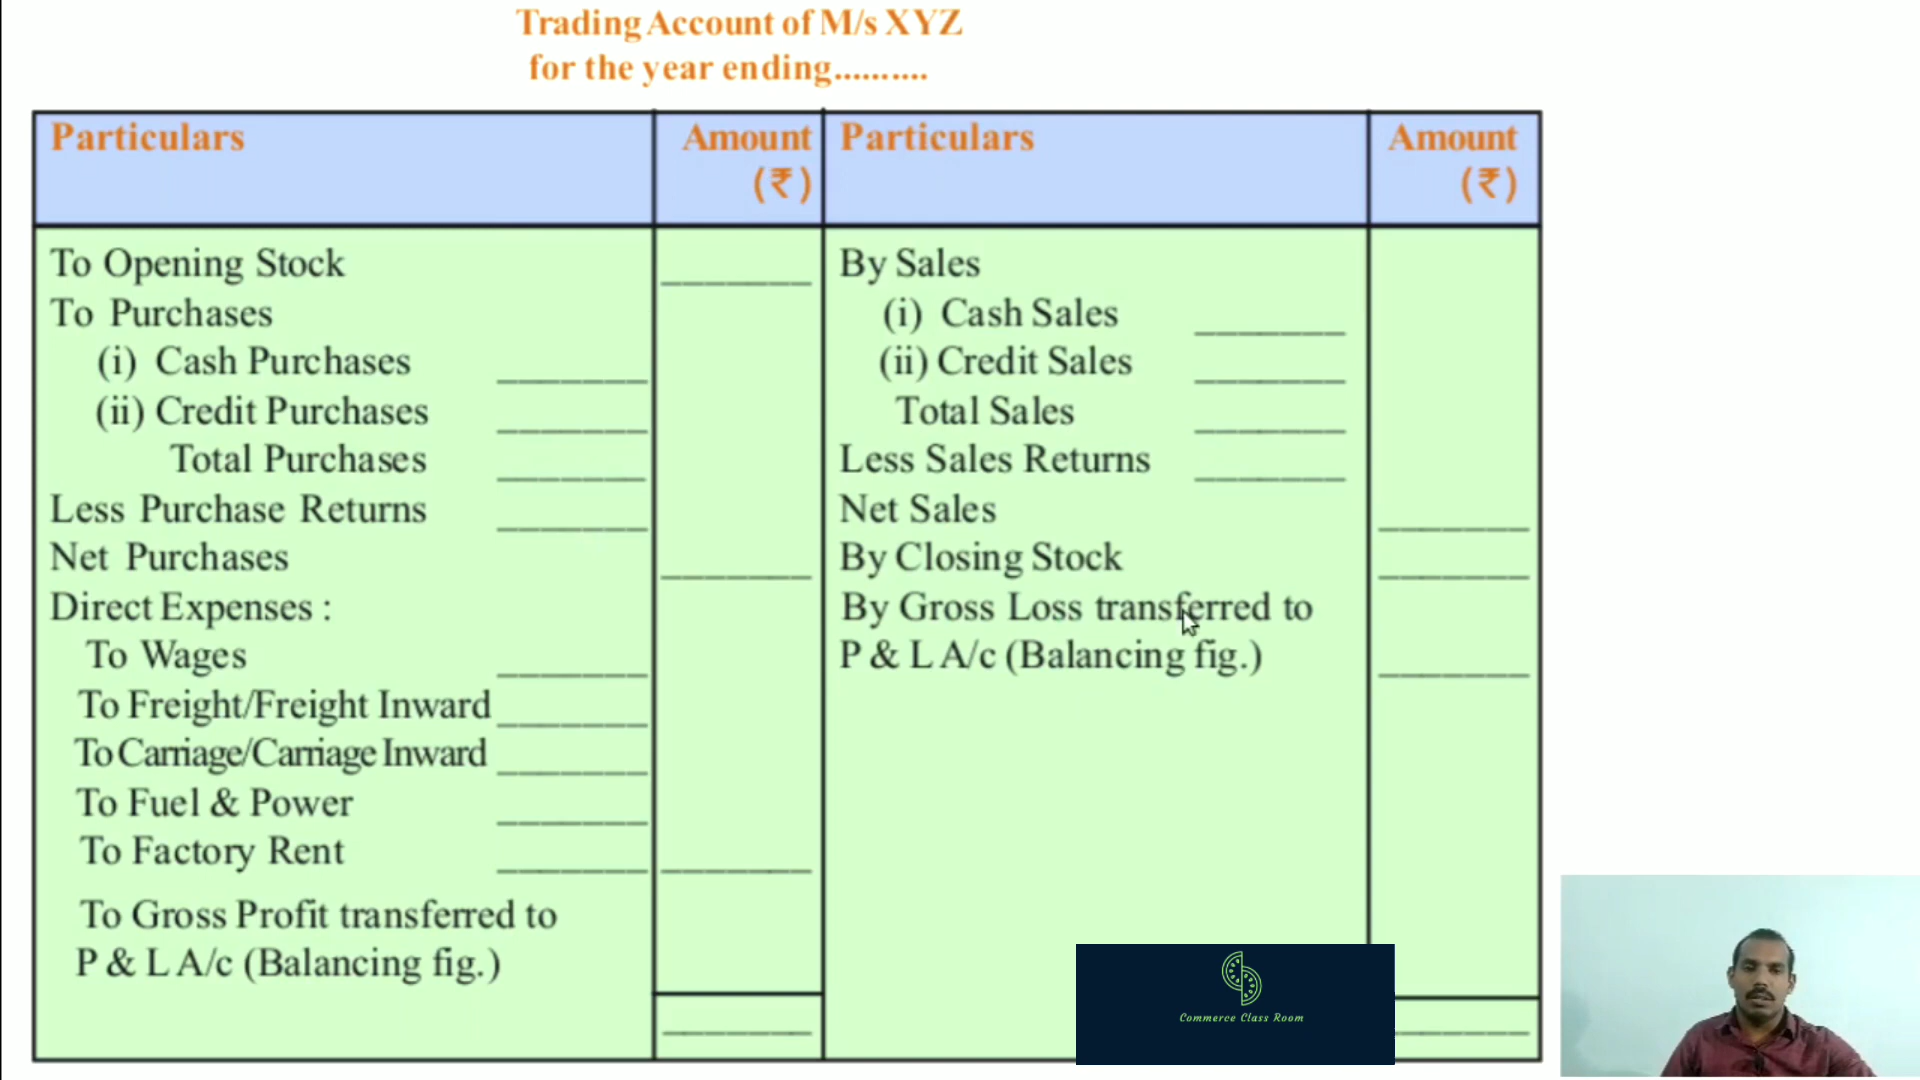 Trading Account of M/s XYZ
for the year ending..........
Particulars
Amount
(₹)
Particulars
Amount
(₹)
To Opening Stock
To Purchases
(i) Cash Purchases
(ii) Credit Purchases
Total Purchases
Less Purchase Returns
Net Purchases
Direct Expenses :
To Wages
To Freight/Freight Inward
To Carriage/Carriage Inward
To Fuel & Power
To Factory Rent
To Gross Profit transferred to
P & L A/c (Balancing fig.)
By Sales
(i) Cash Sales
(ii) Credit Sales
Total Sales
Less Sales Returns
Net Sales
By Closing Stock
By Gross Loss transferred to
P & L A/c (Balancing fig.)
Commerce Class Room